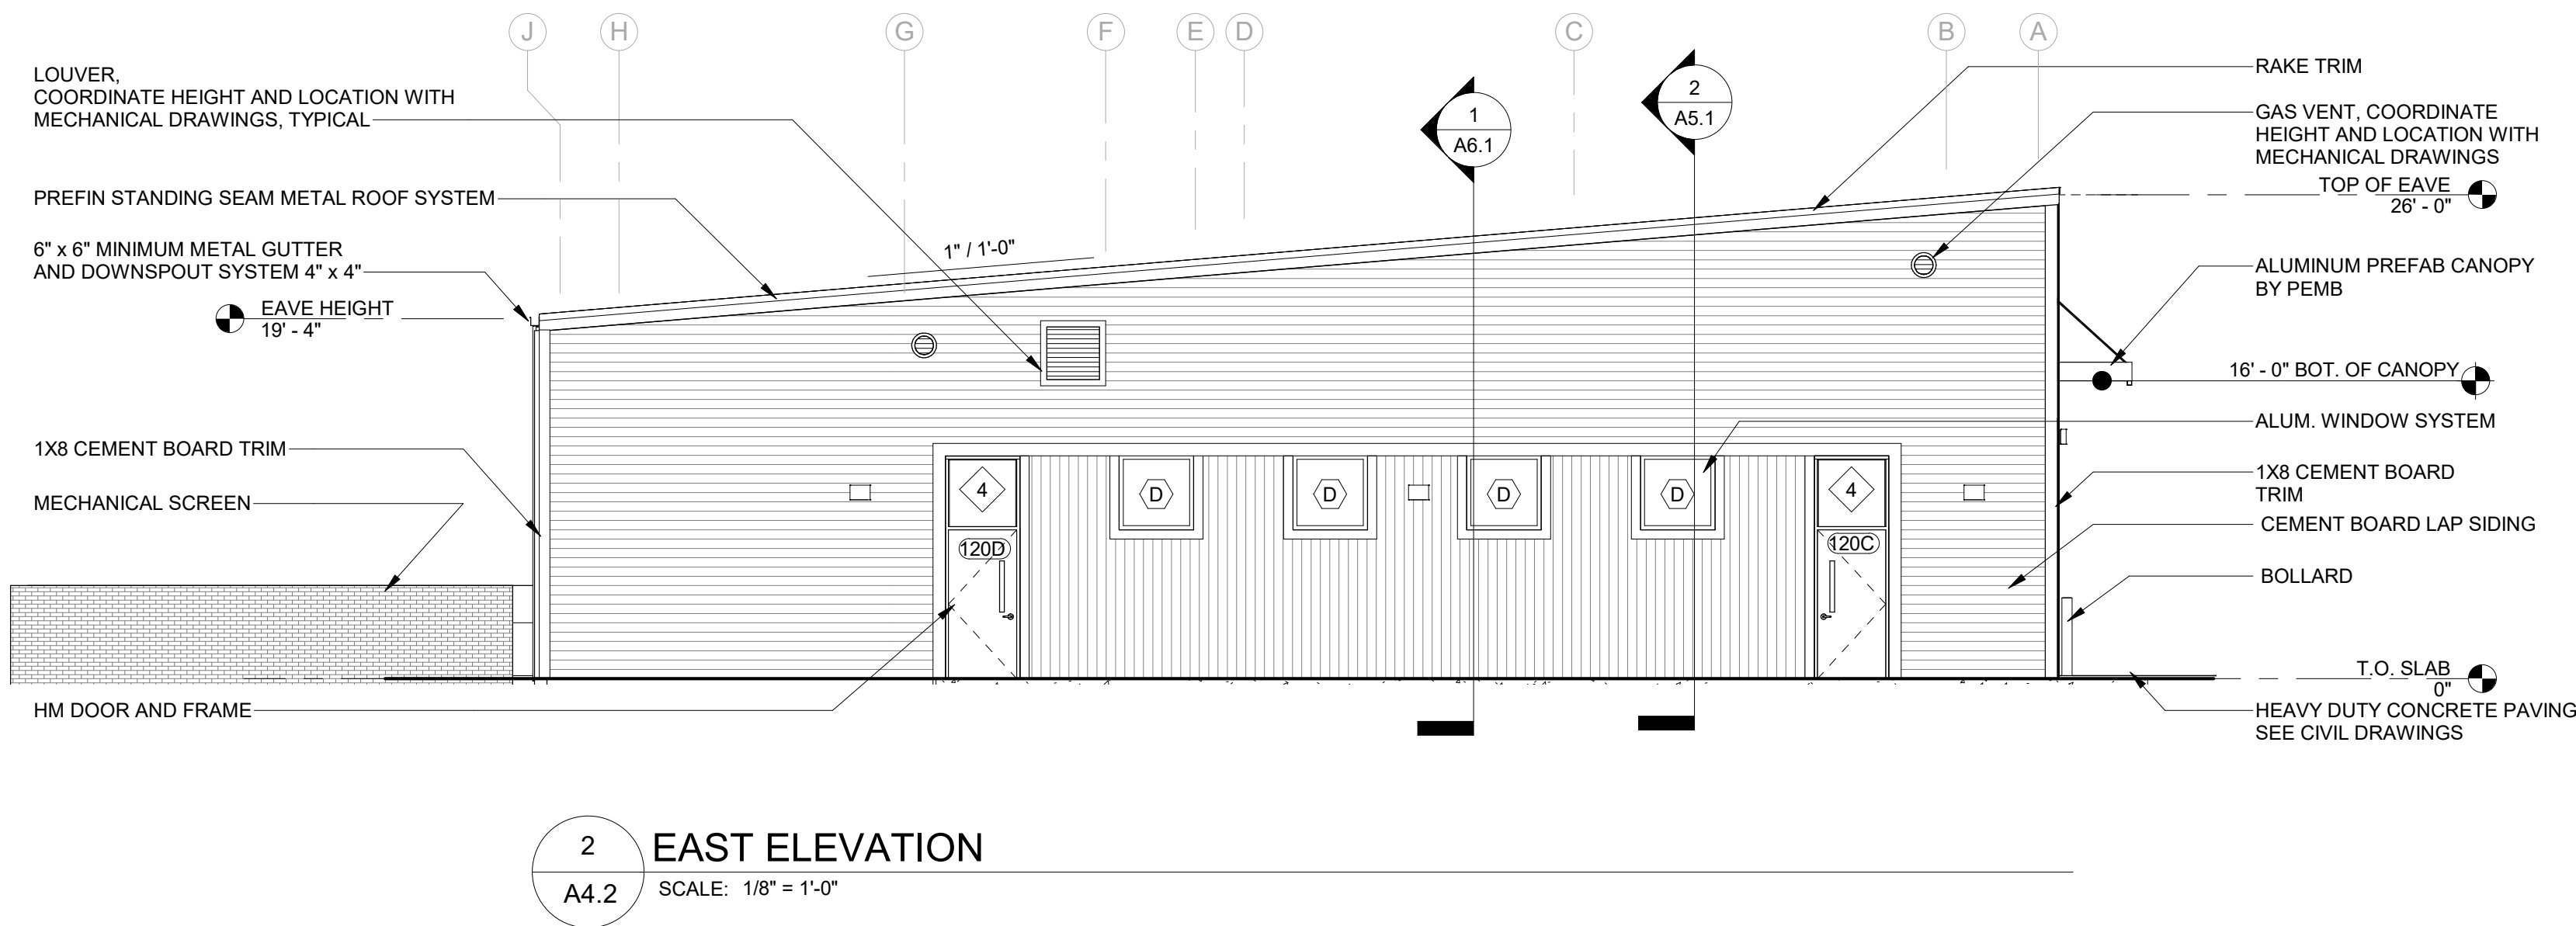 J
H
G
F
E
D
C
B
A
LOUVER,
COORDINATE HEIGHT AND LOCATION WITH
MECHANICAL DRAWINGS, TYPICAL
PREFIN STANDING SEAM METAL ROOF SYSTEM
6" x 6" MINIMUM METAL GUTTER
AND DOWNSPOUT SYSTEM 4" x 4"
EAVE HEIGHT
19' - 4"
1X8 CEMENT BOARD TRIM
MECHANICAL SCREEN
HM DOOR AND FRAME
1" / 1'-0"
1
A6.1
2
A5.1
4
D
D
D
D
4
120D
120C
RAKE TRIM
GAS VENT, COORDINATE
HEIGHT AND LOCATION WITH
MECHANICAL DRAWINGS
TOP OF EAVE
26' - 0"
ALUMINUM PREFAB CANOPY
BY PEMB
16' - 0" BOT. OF CANOPY
ALUM. WINDOW SYSTEM
1X8 CEMENT BOARD
TRIM
CEMENT BOARD LAP SIDING
BOLLARD
T.O. SLAB
0"
HEAVY DUTY CONCRETE PAVING
SEE CIVIL DRAWINGS
2
A4.2
EAST ELEVATION
SCALE: 1/8" = 1'-0"